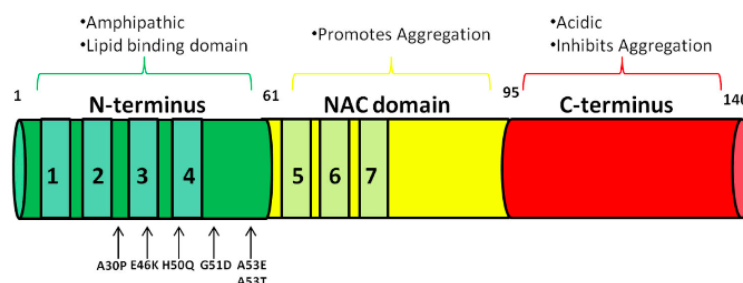 •Amphipathic
•Lipid binding domain
•Promotes Aggregation
•Acidic
•Inhibits Aggregation
1 N-terminus 61 NAC domain 95 C-terminus 140
1 2 3 4 5 6 7
A30P E46K H50Q G51D A53E
A53T